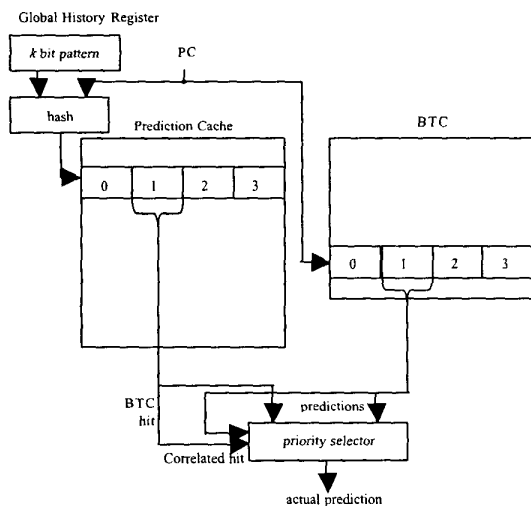 Global History Register
k bit pattern
PC
hash
Prediction Cache
BTC
0 1 2 3
0 1 2 3
BTC
hit
predictions
priority selector
Correlated hit
actual prediction